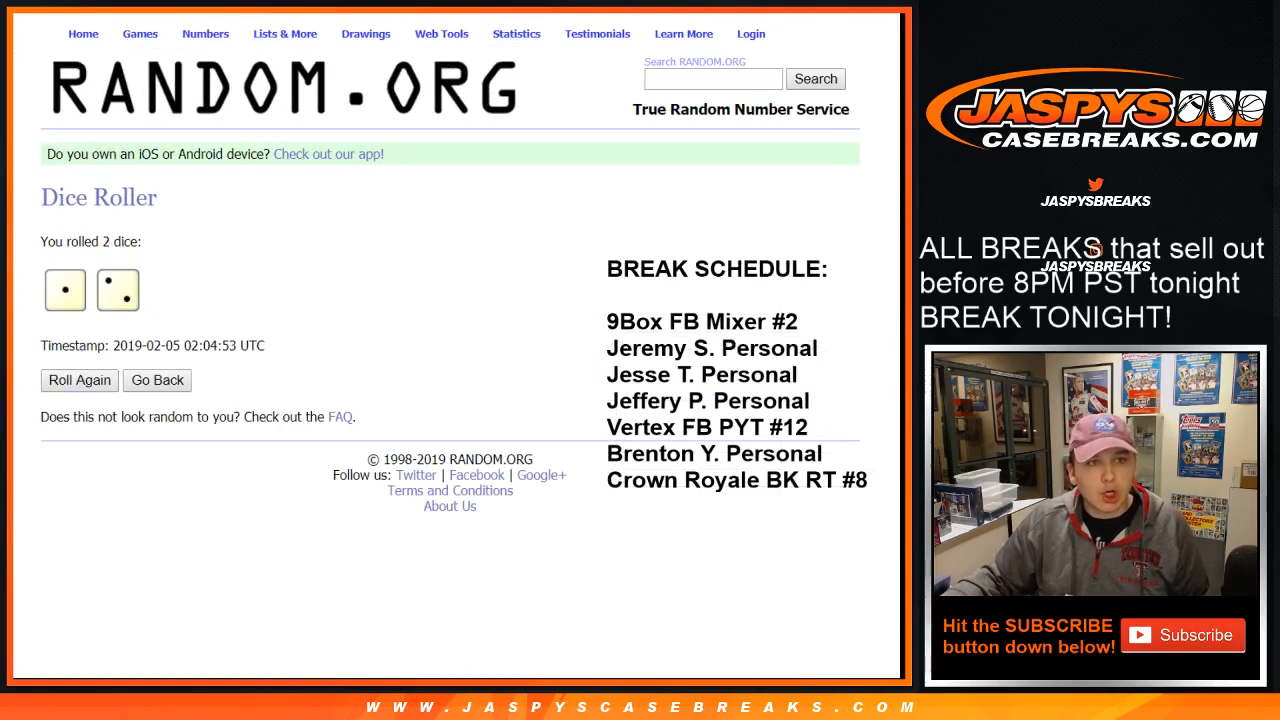 Home Games Numbers Lists & More Drawings Web Tools Statistics Testimonials Learn More Login
RANDOM.ORG
Search RANDOM.ORG
Search
True Random Number Service
Do you own an iOS or Android device? Check out our app!
Dice Roller
You rolled 2 dice:
Timestamp: 2019-02-05 02:04:53 UTC
Roll Again Go Back
Does this not look random to you? Check out the FAQ.
© 1998-2019 RANDOM.ORG
Follow us: Twitter | Facebook | Google+
Terms and Conditions
About Us
BREAK SCHEDULE:
9Box FB Mixer #2
Jeremy S. Personal
Jesse T. Personal
Jeffery P. Personal
Vertex FB PYT #12
Brenton Y. Personal
Crown Royale BK RT #8
JASPYS
CASEBREAKS.COM
JASPYSBREAKS
JASPYSBREAKS
ALL BREAKS that sell out
before 8PM PST tonight
BREAK TONIGHT!
Topps
Hit the SUBSCRIBE
button down below!
Subscribe
WWW.JASPYSCASEBREAKS.COM